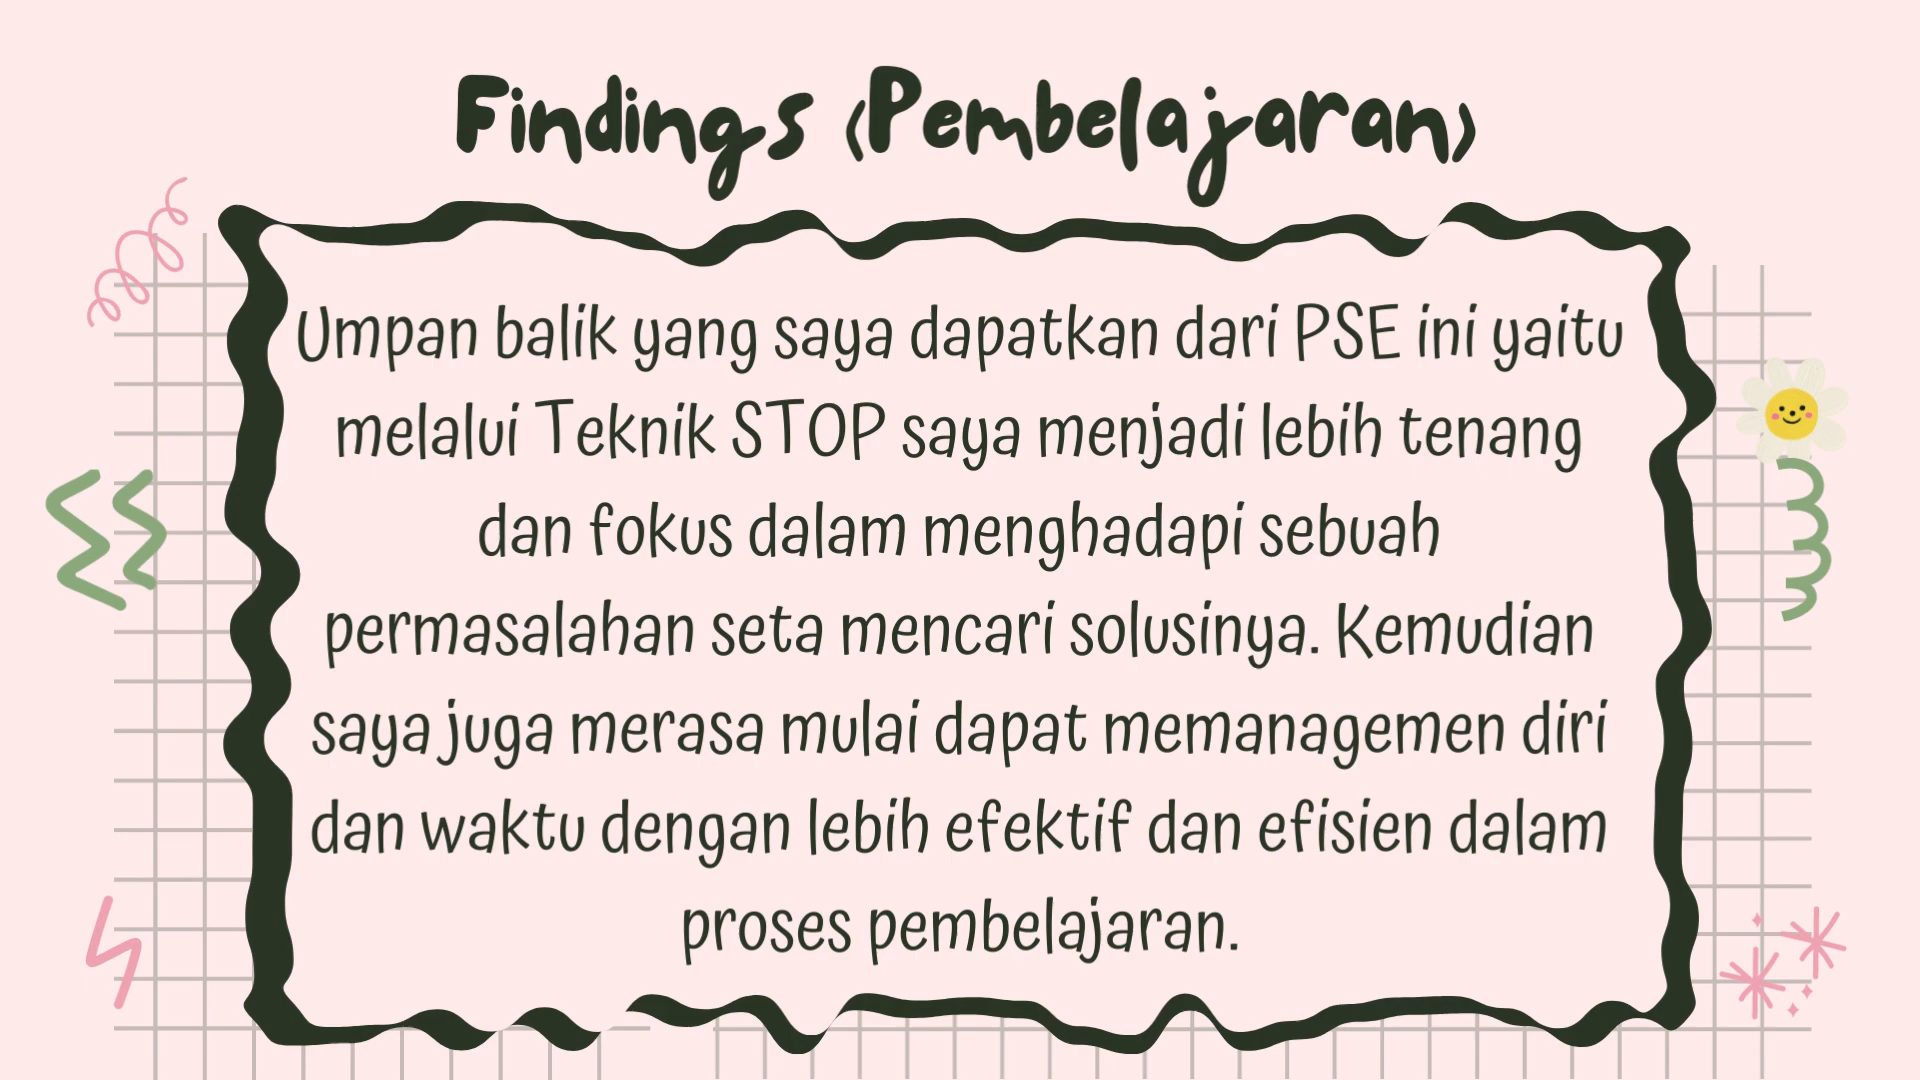 Findings (Pembelajaran)
Umpan balik yang saya dapatkan dari PSE ini yaitu
melalui Teknik STOP saya menjadi lebih tenang
dan fokus dalam menghadapi sebuah
permasalahan seta mencari solusinya. Kemudian
saya juga merasa mulai dapat memanagemen diri
dan waktu dengan lebih efektif dan efisien dalam
proses pembelajaran.